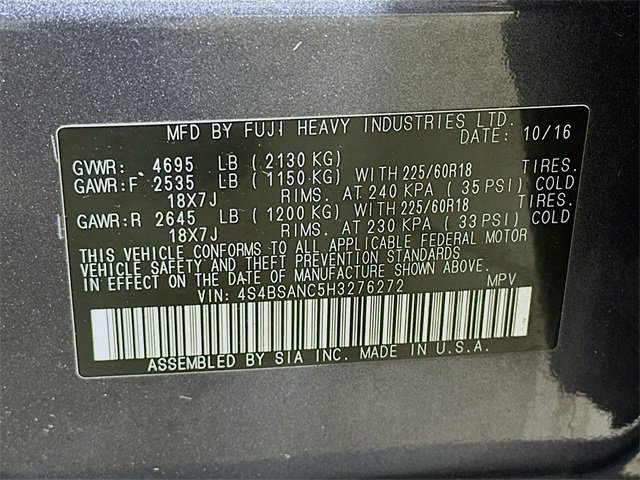 MFD BY FUJI HEAVY INDUSTRIES LTD.
DATE: 10/16
GVWR: 4695 LB (2130 KG)
GAWR:F 2535 LB (1150 KG) WITH 225/60R18 TIRES.
18X7J RIMS. AT 240 KPA (35 PSI) COLD
GAWR:R 2645 LB (1200 KG) WITH 225/60R18 TIRES.
18X7J RIMS. AT 230 KPA (33 PSI) COLD
THIS VEHICLE CONFORMS TO ALL APPLICABLE FEDERAL MOTOR
VEHICLE SAFETY AND THEFT PREVENTION STANDARDS
IN EFFECT ON THE DATE OF MANUFACTURE SHOWN ABOVE.
VIN: 4S4BSANC5H3276272 MPV
ASSEMBLED BY SIA INC. MADE IN U.S.A.